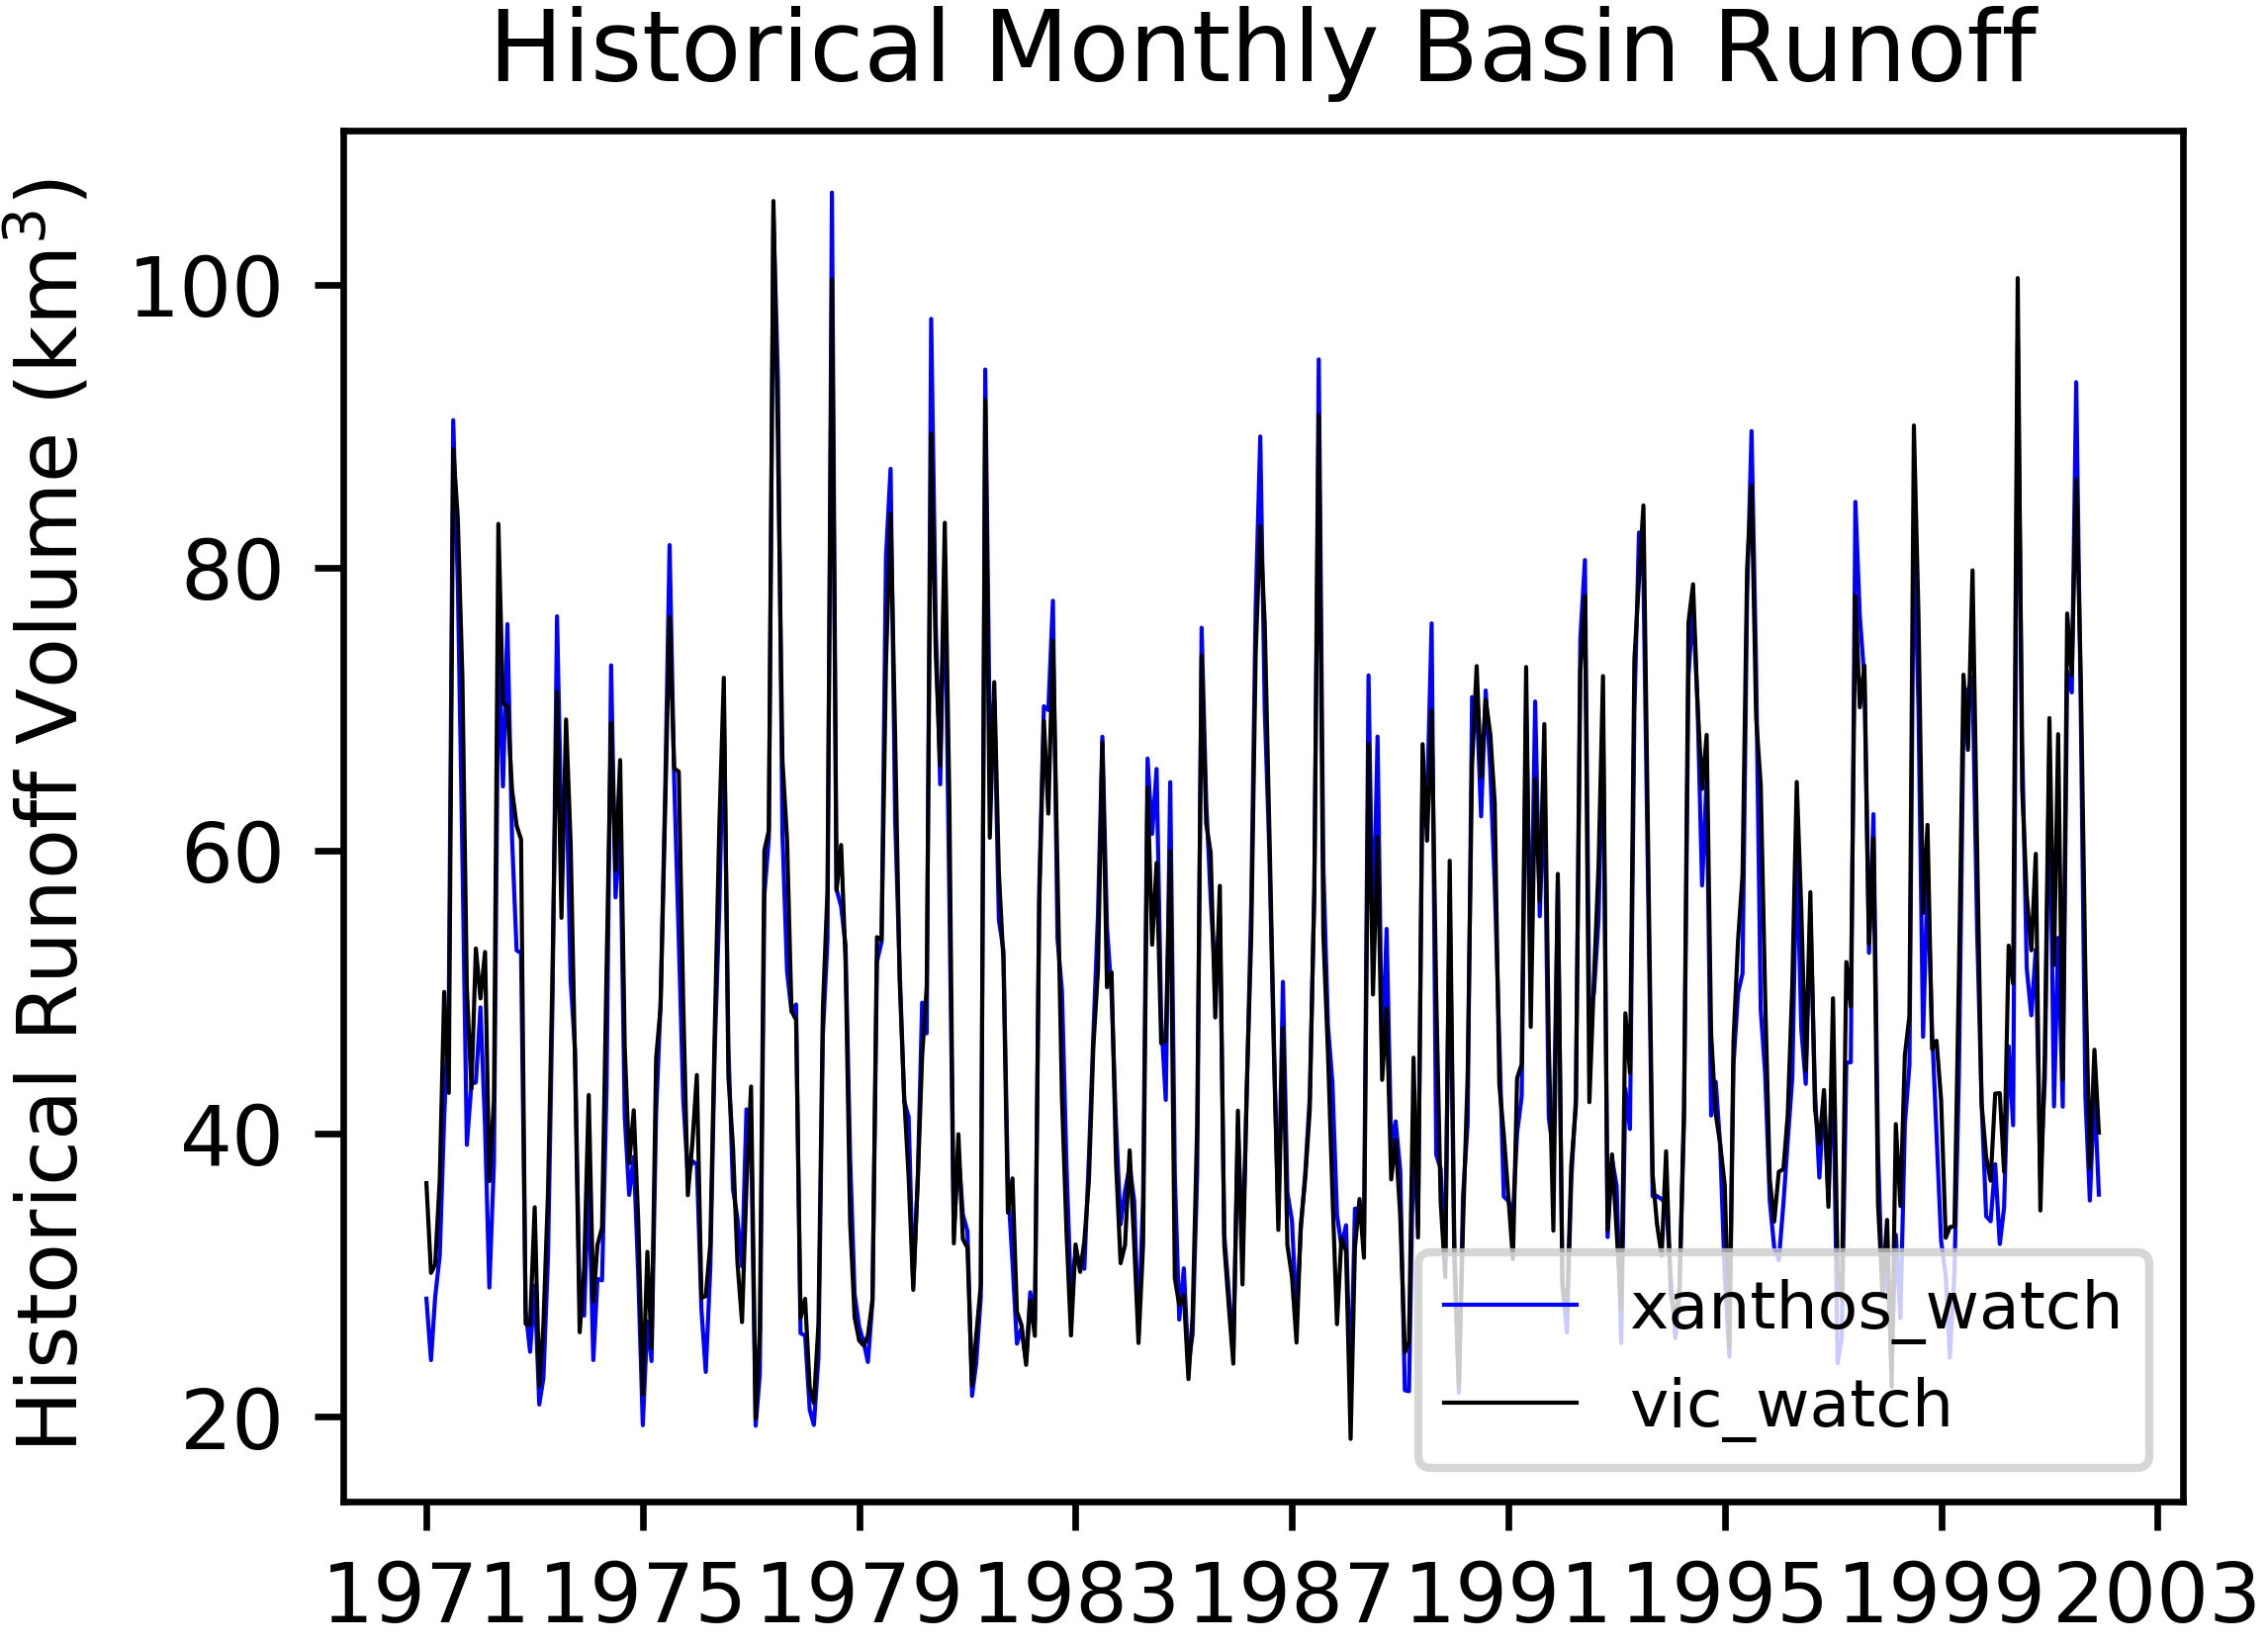 Historical Monthly Basin Runoff
Historical Runoff Volume (km³)
100
80
60
40
20
1971 1975 1979 1983 1987 1991 1995 1999 2003
xanthos_watch
vic_watch